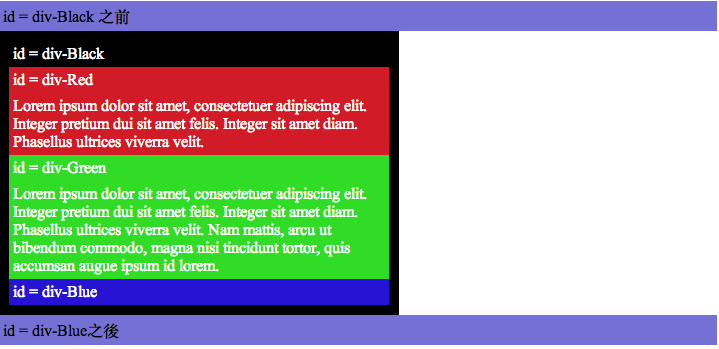 id = div-Black 之前
id = div-Black
id = div-Red
Lorem ipsum dolor sit amet, consectetuer adipiscing elit.
Integer pretium dui sit amet felis. Integer sit amet diam.
Phasellus ultrices viverra velit.
id = div-Green
Lorem ipsum dolor sit amet, consectetuer adipiscing elit.
Integer pretium dui sit amet felis. Integer sit amet diam.
Phasellus ultrices viverra velit. Nam mattis, arcu ut
bibendum commodo, magna nisi tincidunt tortor, quis
accumsan augue ipsum id lorem.
id = div-Blue
id = div-Blue之後